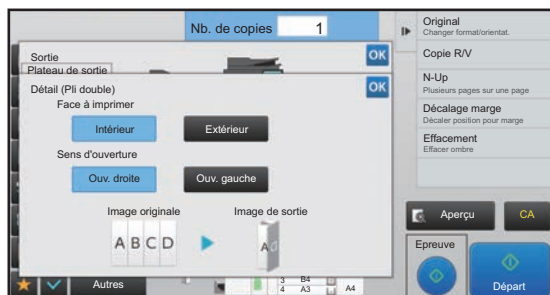 Nb. de copies 1
Sortie
OK
Plateau de sortie
Détail (Pli double)
OK
Face à imprimer
Intérieur
Extérieur
Sens d'ouverture
Ouv. droite
Ouv. gauche
Image originale
Image de sortie
A B C D
A
Autres
3 B4
4 A3
A4
Original
Changer format/orientat.
Copie R/V
N-Up
Plusieurs pages sur une page
Décalage marge
Décaler position pour marge
Effacement
Effacer ombre
Aperçu
CA
Epreuve
Départ